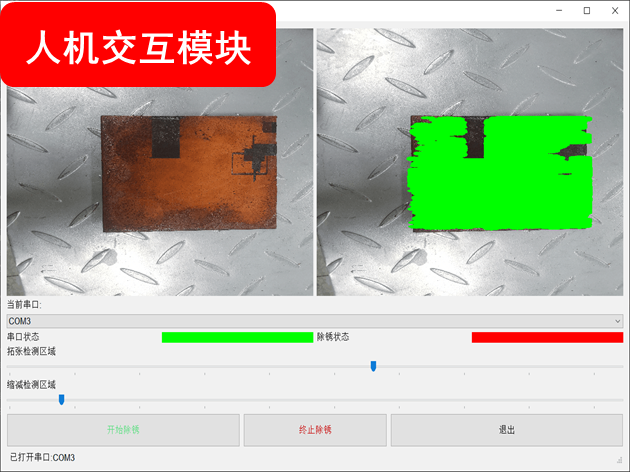 人机交互模块
当前串口:
COM3
串口状态
除锈状态
拓张检测区域
缩减检测区域
开始除锈
终止除锈
退出
已打开串口:COM3